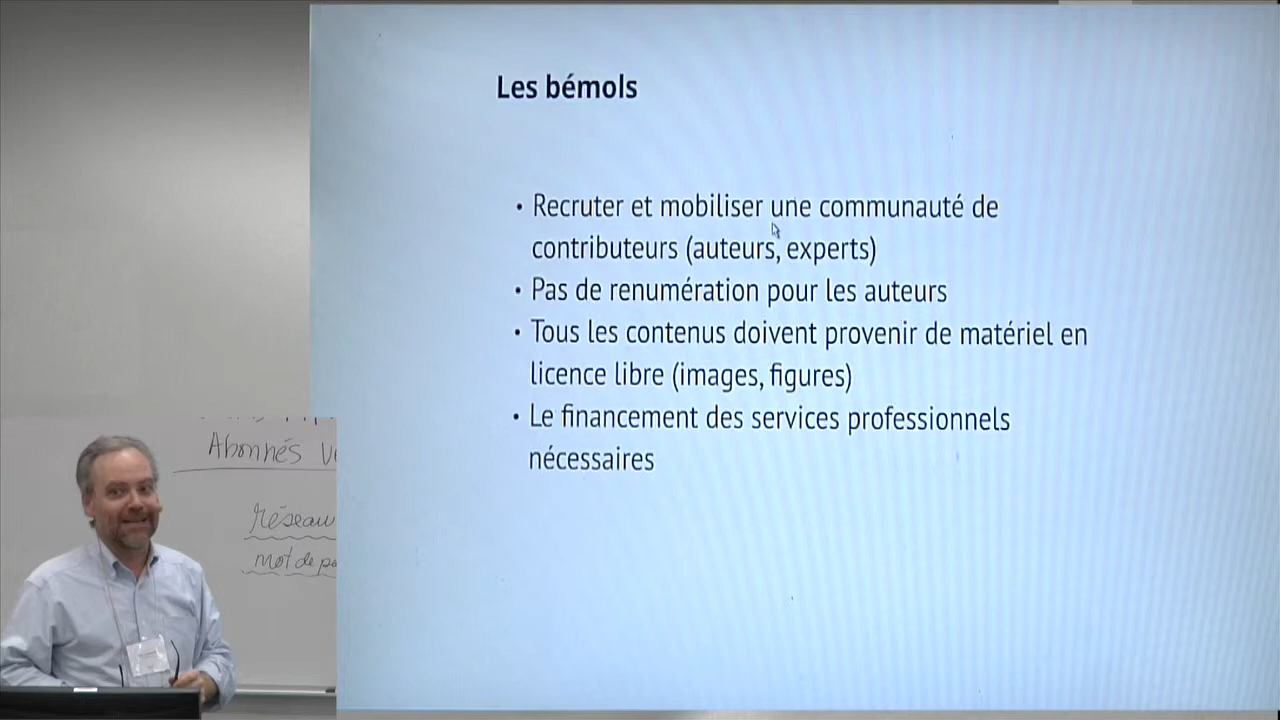 Les bémols
• Recruter et mobiliser une communauté de
contributeurs (auteurs, experts)
• Pas de renumération pour les auteurs
• Tous les contenus doivent provenir de matériel en
licence libre (images, figures)
• Le financement des services professionnels
nécessaires
Abonnés
réseau
mot de